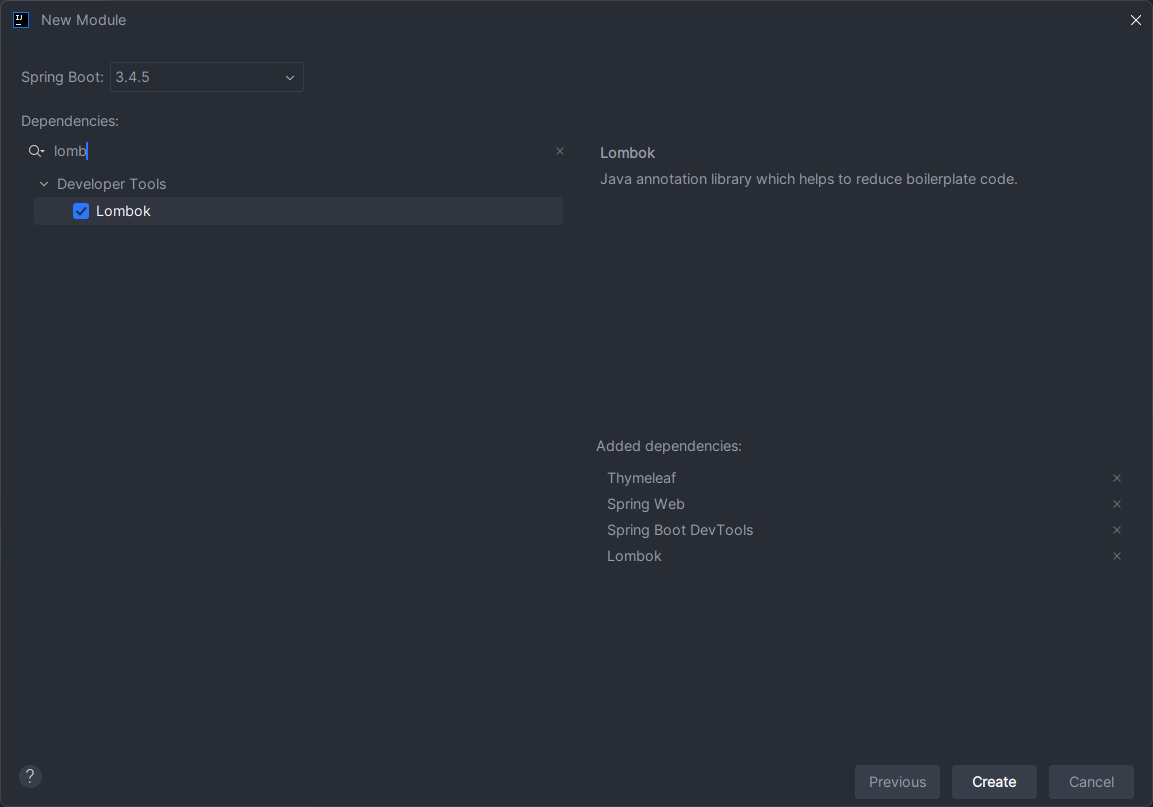 New Module
Spring Boot: 3.4.5
Dependencies:
lomb
Developer Tools
Lombok
Lombok
Java annotation library which helps to reduce boilerplate code.
Added dependencies:
Thymeleaf
Spring Web
Spring Boot DevTools
Lombok
?
Previous
Create
Cancel